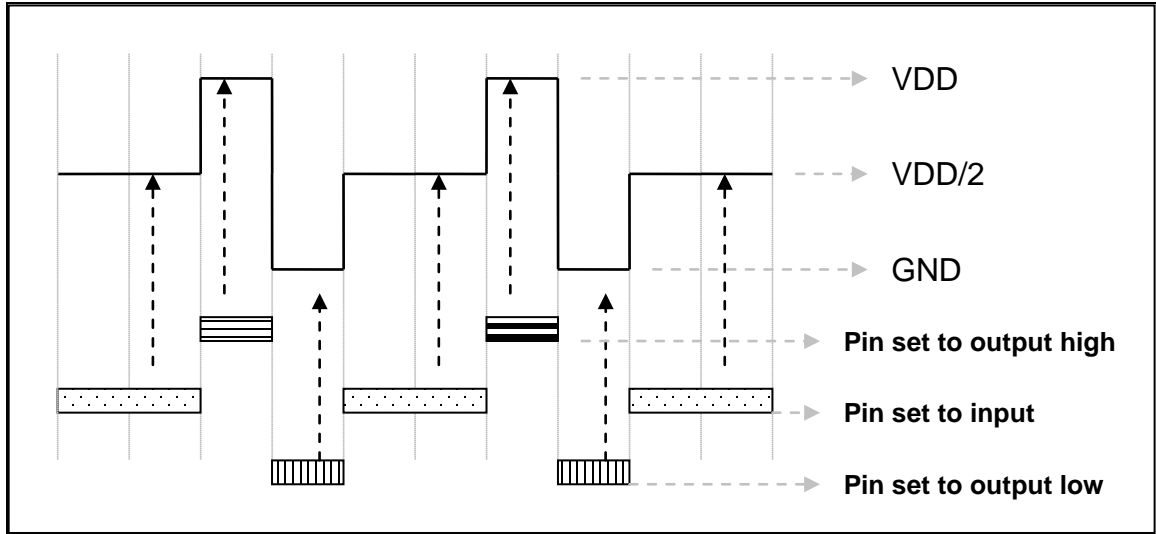 VDD
VDD/2
GND
Pin set to output high
Pin set to input
Pin set to output low